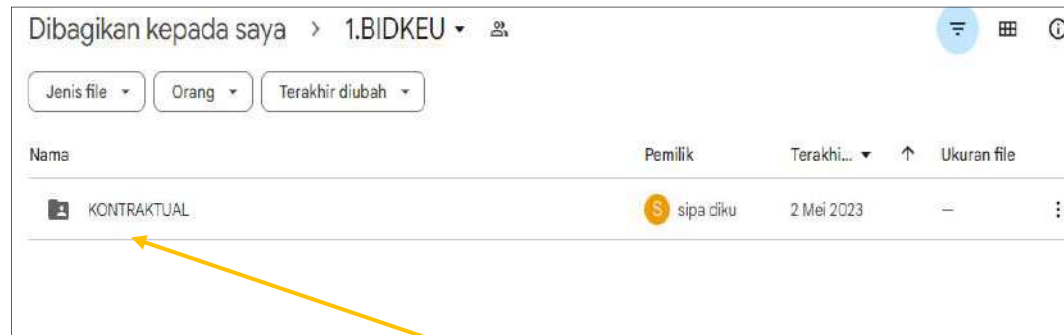 Dibagikan kepada saya > 1.BIDKEU
Jenis file Orang Terakhir diubah
Nama Pemilik Terakhi... Ukuran file
KONTRAKTUAL S sipa diku 2 Mei 2023 —